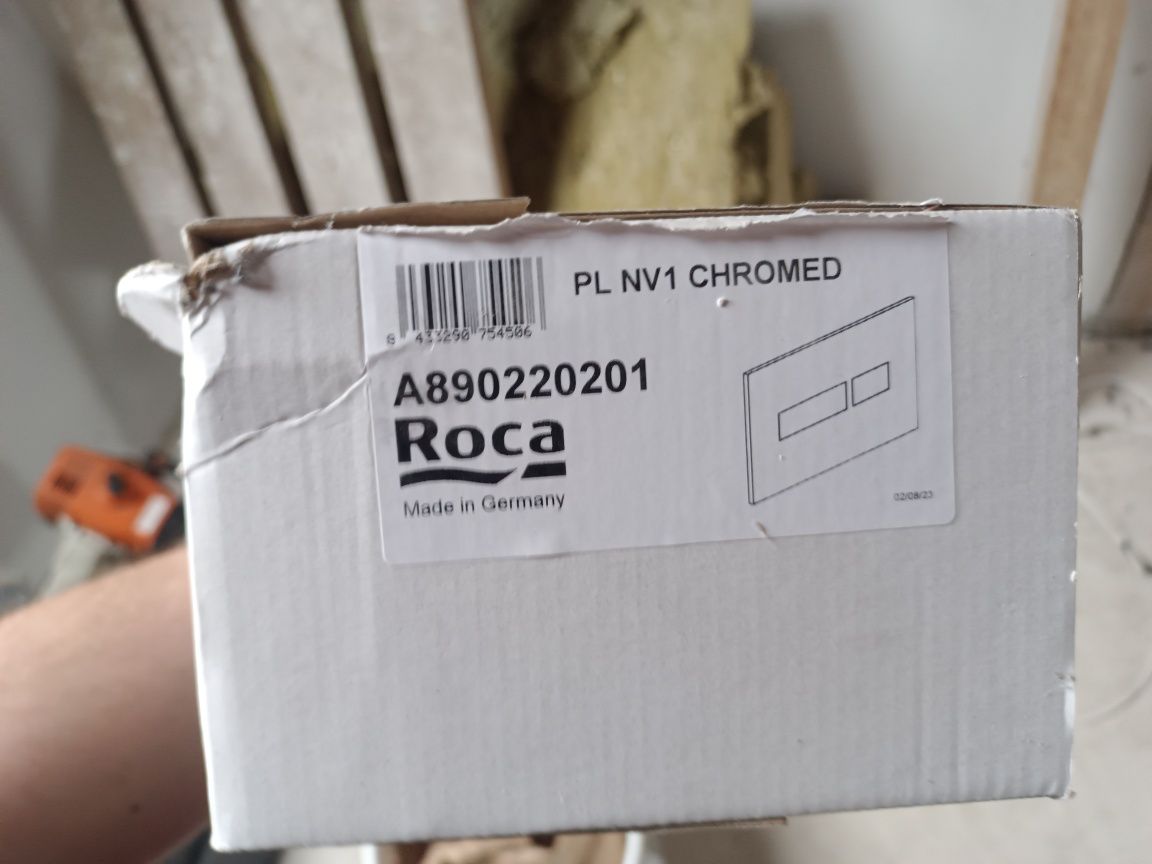 PL NV1 CHROMED
8 433290 754506
A890220201
Roca
Made in Germany
02/08/23